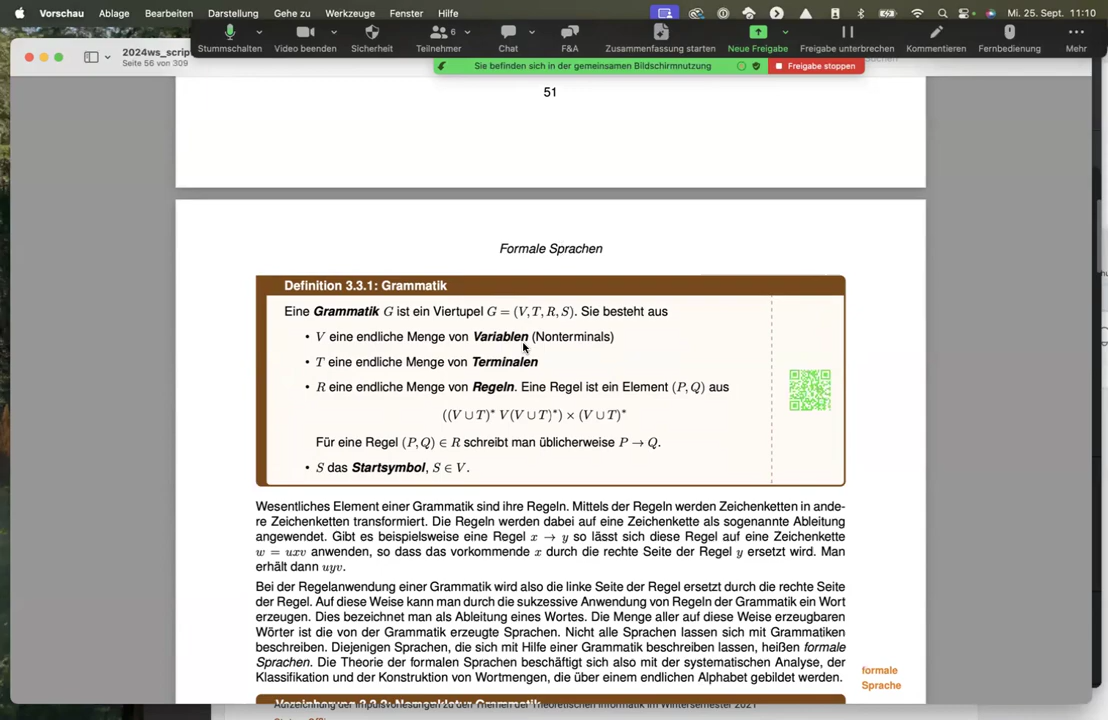 Vorschau Ablage Bearbeiten Darstellung Gehe zu Werkzeuge Fenster Hilfe Mi. 25. Sept. 11:10
2024ws_scrip
Seite 56 von 309
Stummschalten Video beenden Sicherheit Teilnehmer 6 Chat F&A Zusammenfassung starten Neue Freigabe Freigabe unterbrechen Kommentieren Fernbedienung Mehr
Sie befinden sich in der gemeinsamen Bildschirmnutzung Freigabe stoppen
51
Formale Sprachen
Definition 3.3.1: Grammatik
Eine Grammatik G ist ein Viertupel G = (V, T, R, S). Sie besteht aus
• V eine endliche Menge von Variablen (Nonterminals)
• T eine endliche Menge von Terminalen
• R eine endliche Menge von Regeln. Eine Regel ist ein Element (P, Q) aus
((V ∪ T)* V(V ∪ T)*) × (V ∪ T)*
Für eine Regel (P, Q) ∈ R schreibt man üblicherweise P → Q.
• S das Startsymbol, S ∈ V.
Wesentliches Element einer Grammatik sind ihre Regeln. Mittels der Regeln werden Zeichenketten in ande-
re Zeichenketten transformiert. Die Regeln werden dabei auf eine Zeichenkette als sogenannte Ableitung
angewendet. Gibt es beispielsweise eine Regel x → y so lässt sich diese Regel auf eine Zeichenkette
w = uxv anwenden, so dass das vorkommende x durch die rechte Seite der Regel y ersetzt wird. Man
erhält dann uyv.
Bei der Regelanwendung einer Grammatik wird also die linke Seite der Regel ersetzt durch die rechte Seite
der Regel. Auf diese Weise kann man durch die sukzessive Anwendung von Regeln der Grammatik ein Wort
erzeugen. Dies bezeichnet man als Ableitung eines Wortes. Die Menge aller auf diese Weise erzeugbaren
Wörter ist die von der Grammatik erzeugte Sprachen. Nicht alle Sprachen lassen sich mit Grammatiken
beschreiben. Diejenigen Sprachen, die sich mit Hilfe einer Grammatik beschreiben lassen, heißen formale
Sprachen. Die Theorie der formalen Sprachen beschäftigt sich also mit der systematischen Analyse, der
Klassifikation und der Konstruktion von Wortmengen, die über einem endlichen Alphabet gebildet werden.
formale
Sprache
Aufzeichnung der Impulsvorlesungen zu den Themen der Theoretischen Informatik im Wintersemester 2021